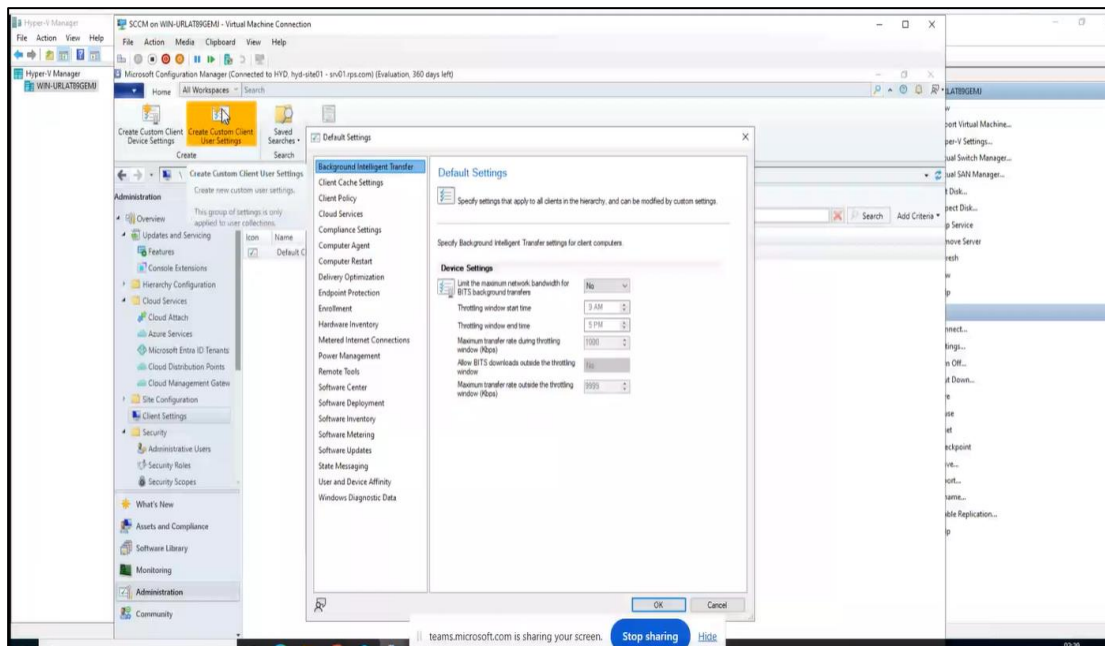 Hyper-V Manager
File Action View Help
Hyper-V Manager
WIN-URLAT89GEMJ
SCCM on WIN-URLAT89GEMJ - Virtual Machine Connection
File Action Media Clipboard View Help
Microsoft Configuration Manager (Connected to HYD, hyd-site01 - srv01.rps.com) (Evaluation, 360 days left)
Home All Workspaces Search
Create Custom Client Device Settings
Create Custom Client User Settings
Saved Searches
Create
Search
Create Custom Client User Settings
Create new custom user settings.
This group of settings is only
applied to user collections.
Administration
Overview
Updates and Servicing
Features
Console Extensions
Hierarchy Configuration
Cloud Services
Cloud Attach
Azure Services
Microsoft Entra ID Tenants
Cloud Distribution Points
Cloud Management Gatew
Site Configuration
Client Settings
Security
Administrative Users
Security Roles
Security Scopes
What's New
Assets and Compliance
Software Library
Monitoring
Administration
Community
Icon Name
Default C
Search Add Criteria
Default Settings
Background Intelligent Transfer
Client Cache Settings
Client Policy
Cloud Services
Compliance Settings
Computer Agent
Computer Restart
Delivery Optimization
Endpoint Protection
Enrollment
Hardware Inventory
Metered Internet Connections
Power Management
Remote Tools
Software Center
Software Deployment
Software Inventory
Software Metering
Software Updates
State Messaging
User and Device Affinity
Windows Diagnostic Data
Default Settings
Specify settings that apply to all clients in the hierarchy, and can be modified by custom settings.
Specify Background Intelligent Transfer settings for client computers
Device Settings
Limit the maximum network bandwidth for
BITS background transfers
No
Throttling window start time
9 AM
Throttling window end time
5 PM
Maximum transfer rate during throttling
window (Kbps)
1000
Allow BITS downloads outside the throttling
window
No
Maximum transfer rate outside the throttling
window (Kbps)
9999
OK Cancel
LAT89GEMJ
port Virtual Machine...
per-V Settings...
ual Switch Manager...
ual SAN Manager...
t Disk...
pect Disk...
p Service
move Server
resh
w
p
nnect...
tings...
n Off...
t Down...
e
use
et
eckpoint
ve...
ort...
name...
ble Replication...
p
teams.microsoft.com is sharing your screen. Stop sharing Hide